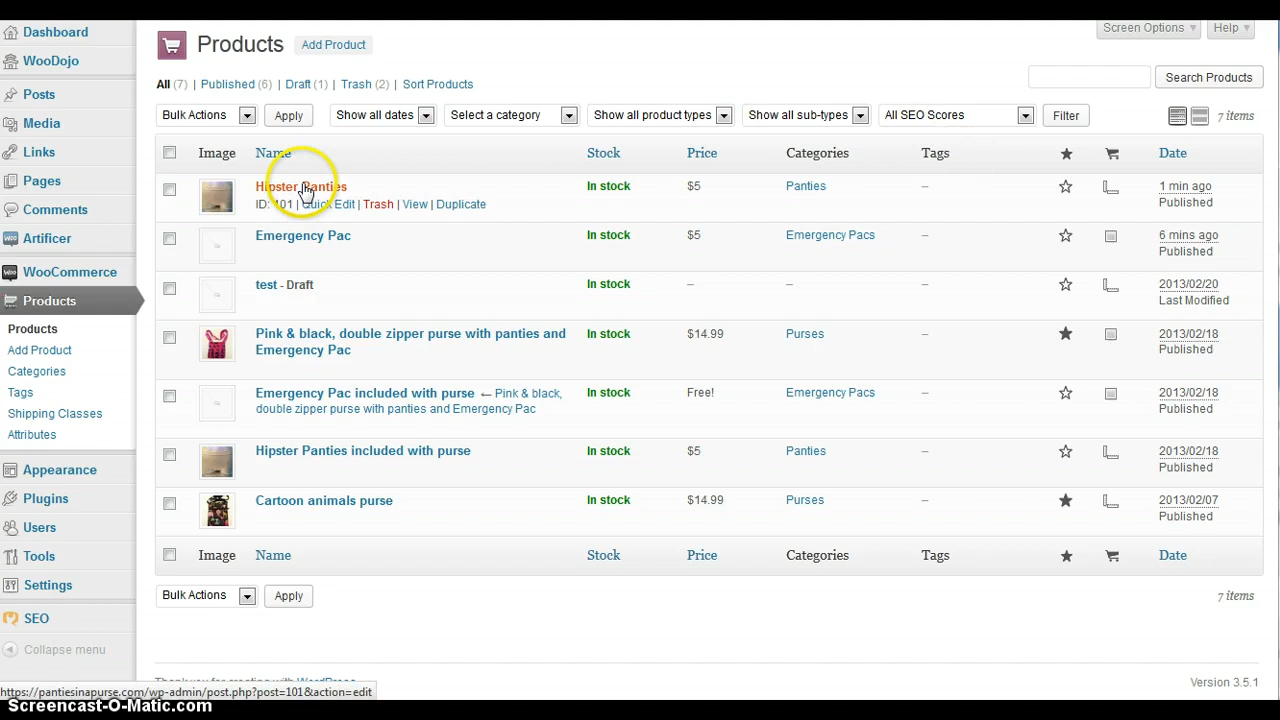 Dashboard
WooDojo
Posts
Media
Links
Pages
Comments
Artificer
WooCommerce
Products
Products
Add Product
Categories
Tags
Shipping Classes
Attributes
Appearance
Plugins
Users
Tools
Settings
SEO
Collapse menu
Screen Options Help
Products Add Product
All (7) | Published (6) | Draft (1) | Trash (2) | Sort Products
Search Products
Bulk Actions Apply Show all dates Select a category Show all product types Show all sub-types All SEO Scores Filter 7 items
Image Name Stock Price Categories Tags Date
Hipster Panties In stock $5 Panties – 1 min ago
ID: 101 | Quick Edit | Trash | View | Duplicate Published
Emergency Pac In stock $5 Emergency Pacs – 6 mins ago
Published
test - Draft In stock – – – 2013/02/20
Last Modified
Pink & black, double zipper purse with panties and In stock $14.99 Purses – 2013/02/18
Emergency Pac Published
Emergency Pac included with purse ← Pink & black, In stock Free! Emergency Pacs – 2013/02/18
double zipper purse with panties and Emergency Pac Published
Hipster Panties included with purse In stock $5 Panties – 2013/02/18
Published
Cartoon animals purse In stock $14.99 Purses – 2013/02/07
Published
Image Name Stock Price Categories Tags Date
Bulk Actions Apply 7 items
Thank you for creating with WordPress. Version 3.5.1
https://pantiesinapurse.com/wp-admin/post.php?post=101&action=edit
Screencast-O-Matic.com